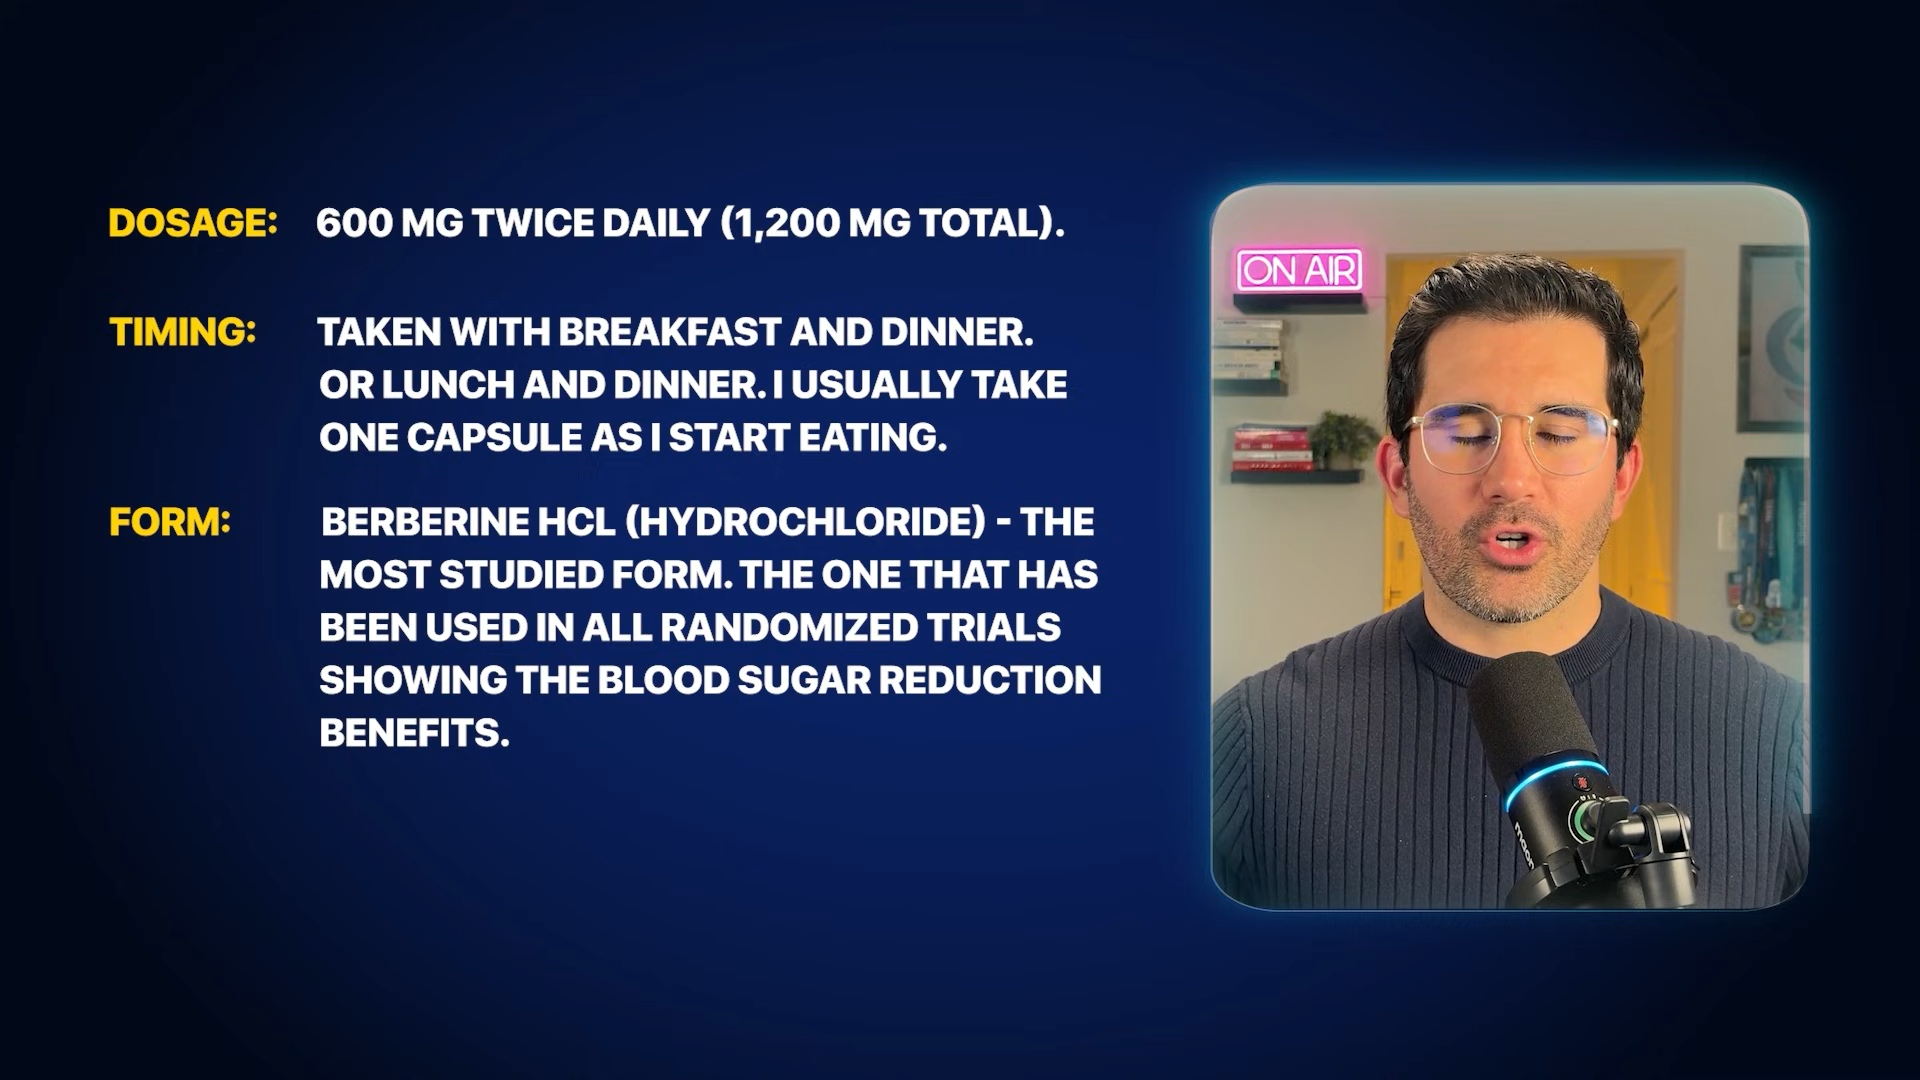 DOSAGE: 600 MG TWICE DAILY (1,200 MG TOTAL).
TIMING: TAKEN WITH BREAKFAST AND DINNER.
OR LUNCH AND DINNER. I USUALLY TAKE
ONE CAPSULE AS I START EATING.
FORM: BERBERINE HCL (HYDROCHLORIDE) - THE
MOST STUDIED FORM. THE ONE THAT HAS
BEEN USED IN ALL RANDOMIZED TRIALS
SHOWING THE BLOOD SUGAR REDUCTION
BENEFITS.
ON AIR